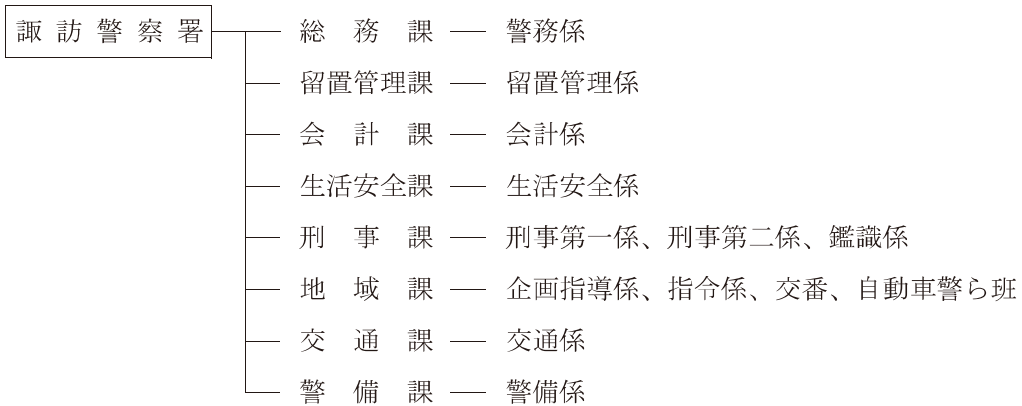 諏訪警察署 総務課 警務係
留置管理課 留置管理係
会計課 会計係
生活安全課 生活安全係
刑事課 刑事第一係、刑事第二係、鑑識係
地域課 企画指導係、指令係、交番、自動車警ら班
交通課 交通係
警備課 警備係